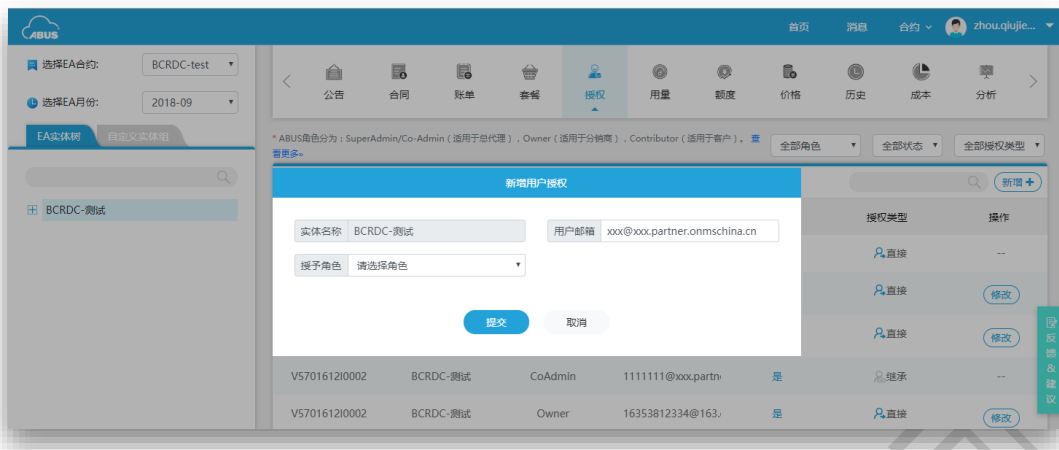 ABUS
首页 消息 合约 zhou.qiujie...
选择EA合约: BCRDC-test
选择EA月份: 2018-09
公告 合同 账单 套餐 授权 用量 额度 价格 历史 成本 分析
EA实体树 自定义实体组
* ABUS角色分为：SuperAdmin/Co-Admin（适用于总代理）, Owner（适用于分销商）, Contributor（适用于客户）。 查
看更多»
全部角色 全部状态 全部授权类型
新增用户授权
新增 +
BCRDC-测试
授权类型 操作
实体名称 BCRDC-测试 用户邮箱 xxx@xxx.partner.onmschina.cn
直接 --
授予角色 请选择角色
直接 修改
提交 取消
直接 修改
V5701612I0002 BCRDC-测试 CoAdmin 1111111@xxx.partn 是 继承 --
V5701612I0002 BCRDC-测试 Owner 16353812334@163. 是 直接 修改
反馈&建议